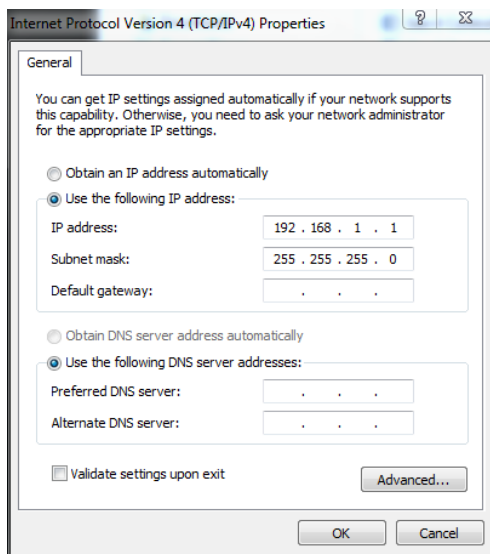 Internet Protocol Version 4 (TCP/IPv4) Properties
General
You can get IP settings assigned automatically if your network supports
this capability. Otherwise, you need to ask your network administrator
for the appropriate IP settings.
Obtain an IP address automatically
Use the following IP address:
IP address: 192 . 168 . 1 . 1
Subnet mask: 255 . 255 . 255 . 0
Default gateway: . . .
Obtain DNS server address automatically
Use the following DNS server addresses:
Preferred DNS server: . . .
Alternate DNS server: . . .
Validate settings upon exit
Advanced...
OK Cancel